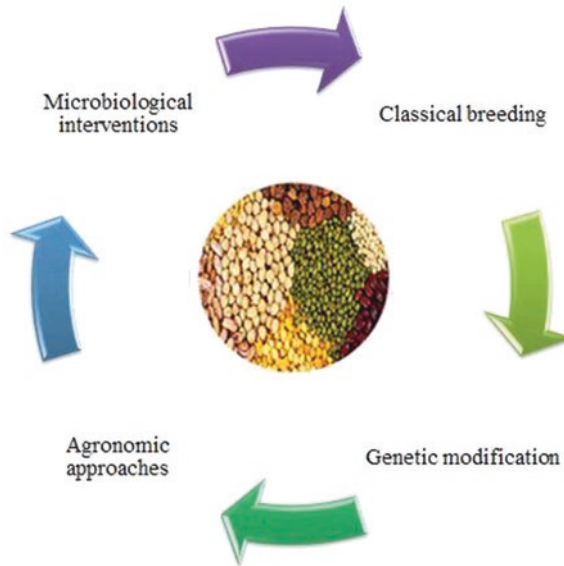 Microbiological
interventions
Classical breeding
Agronomic
approaches
Genetic modification